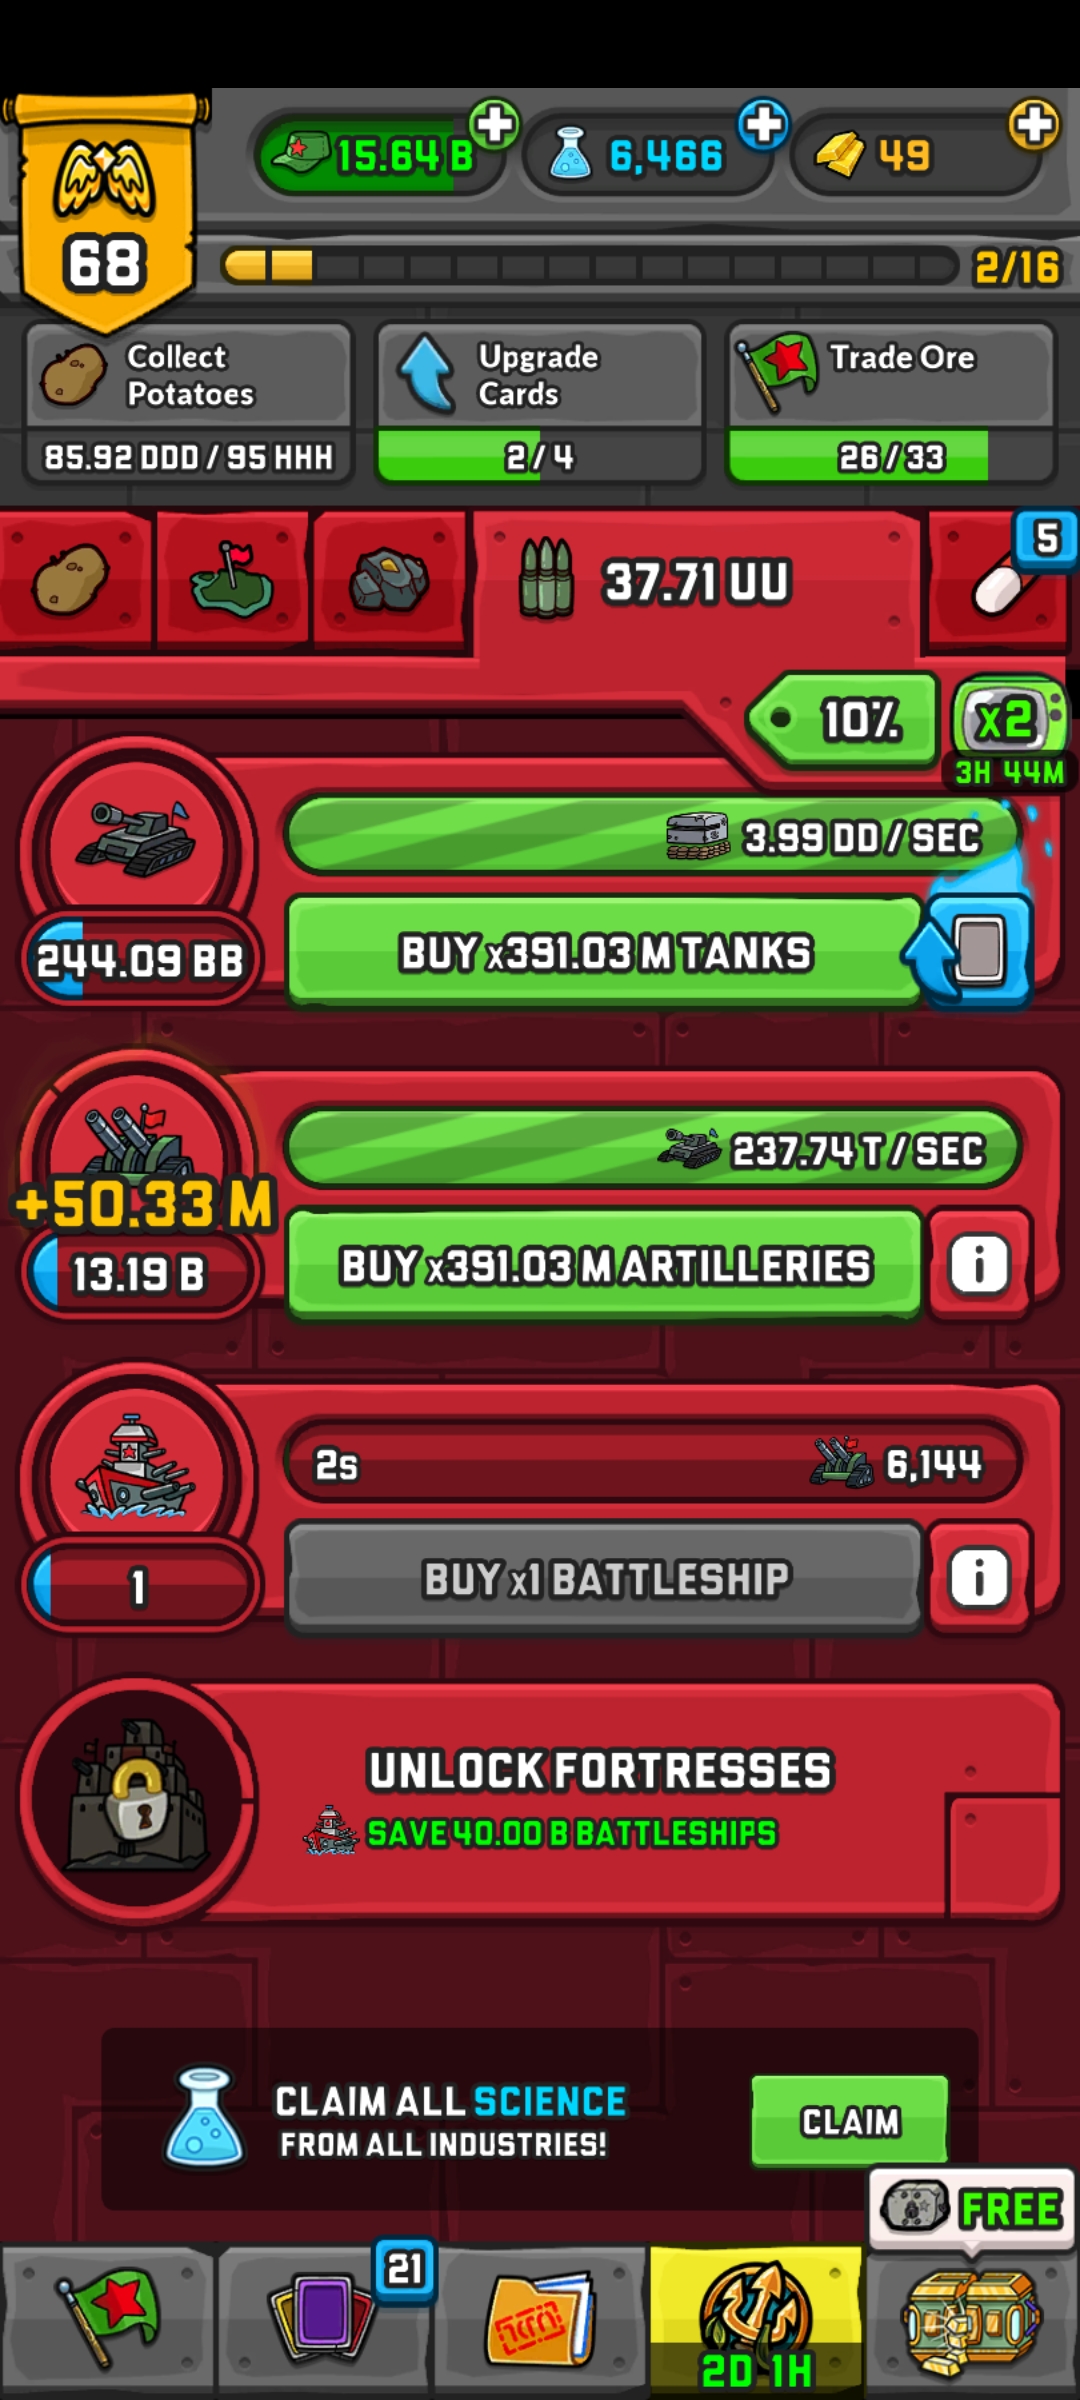 15.64 B
6,466
49
68
2/16
Collect
Potatoes
85.92 DDD / 95 HHH
Upgrade
Cards
2/4
Trade Ore
26/33
37.71 UU
5
10%
x2
3H 44M
3.99 DD / SEC
244.09 BB
BUY x391.03 M TANKS
237.74 T / SEC
+50.33 M
13.19 B
BUY x391.03 M ARTILLERIES
i
2s
6,144
1
BUY x1 BATTLESHIP
i
UNLOCK FORTRESSES
SAVE 40.00 B BATTLESHIPS
CLAIM ALL SCIENCE
FROM ALL INDUSTRIES!
CLAIM
FREE
21
2D 1H